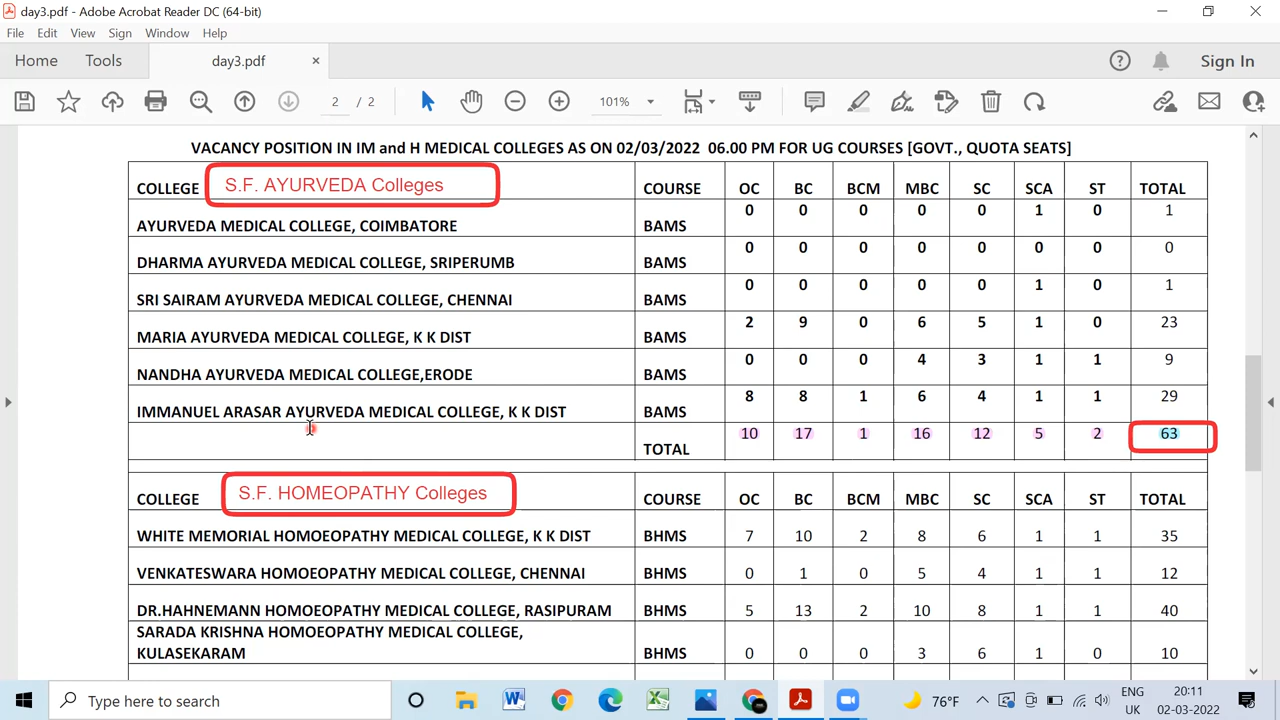 day3.pdf - Adobe Acrobat Reader DC (64-bit)
File Edit View Sign Window Help
Home Tools day3.pdf × Sign In
2 / 2 101%
VACANCY POSITION IN IM and H MEDICAL COLLEGES AS ON 02/03/2022 06.00 PM FOR UG COURSES [GOVT., QUOTA SEATS]
COLLEGE S.F. AYURVEDA Colleges COURSE OC BC BCM MBC SC SCA ST TOTAL
AYURVEDA MEDICAL COLLEGE, COIMBATORE BAMS 0 0 0 0 0 1 0 1
DHARMA AYURVEDA MEDICAL COLLEGE, SRIPERUMB BAMS 0 0 0 0 0 0 0 0
SRI SAIRAM AYURVEDA MEDICAL COLLEGE, CHENNAI BAMS 0 0 0 0 0 1 0 1
MARIA AYURVEDA MEDICAL COLLEGE, K K DIST BAMS 2 9 0 6 5 1 0 23
NANDHA AYURVEDA MEDICAL COLLEGE,ERODE BAMS 0 0 0 4 3 1 1 9
IMMANUEL ARASAR AYURVEDA MEDICAL COLLEGE, K K DIST BAMS 8 8 1 6 4 1 1 29
TOTAL 10 17 1 16 12 5 2 63
COLLEGE S.F. HOMEOPATHY Colleges COURSE OC BC BCM MBC SC SCA ST TOTAL
WHITE MEMORIAL HOMOEOPATHY MEDICAL COLLEGE, K K DIST BHMS 7 10 2 8 6 1 1 35
VENKATESWARA HOMOEOPATHY MEDICAL COLLEGE, CHENNAI BHMS 0 1 0 5 4 1 1 12
DR.HAHNEMANN HOMOEOPATHY MEDICAL COLLEGE, RASIPURAM BHMS 5 13 2 10 8 1 1 40
SARADA KRISHNA HOMOEOPATHY MEDICAL COLLEGE,
KULASEKARAM BHMS 0 0 0 3 6 1 0 10
Type here to search 76°F ENG 20:11
UK 02-03-2022